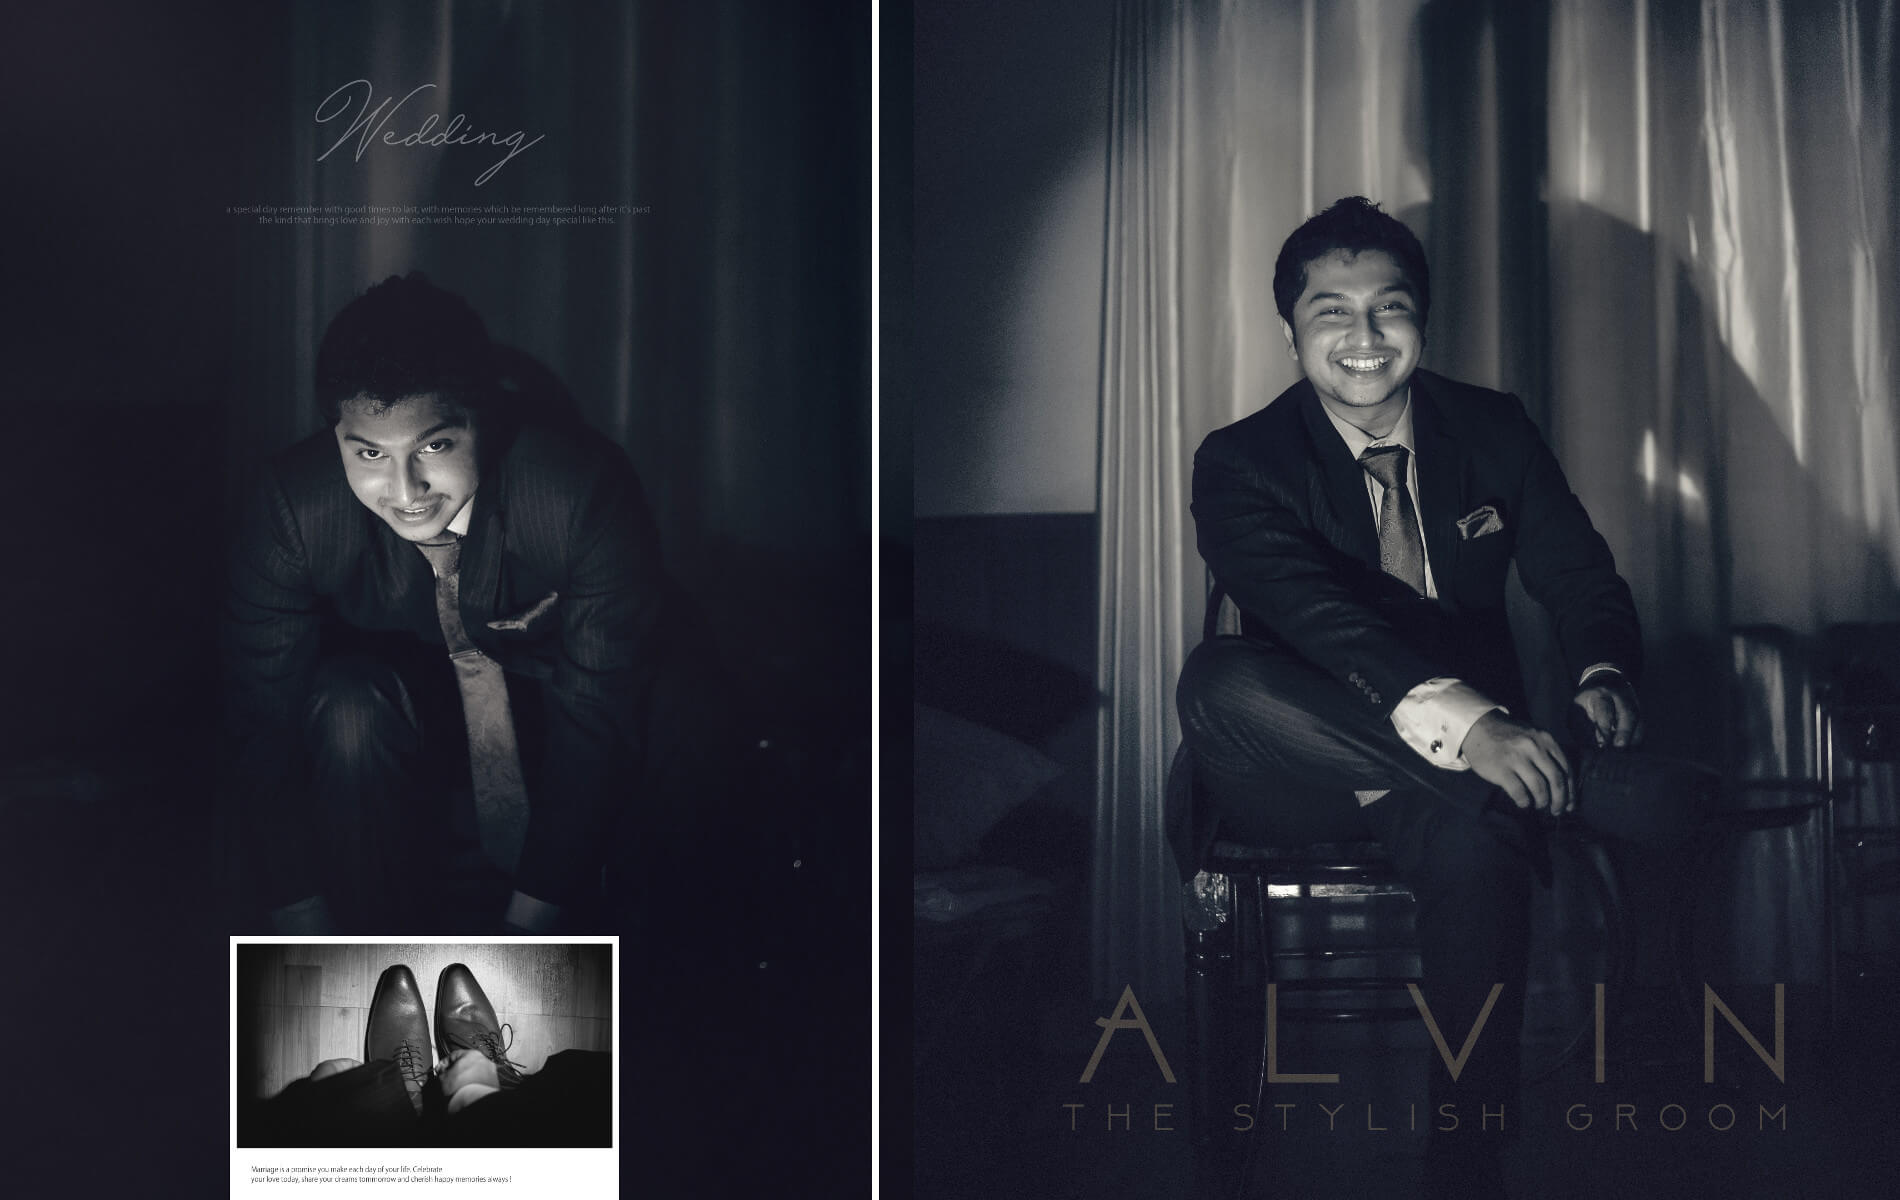 Wedding
a special day remember with good times to last, with memories which be remembered long after it's past
the kind that brings love and joy with each wish hope your wedding day special like this.
Marriage is a promise you make each day of your life. Celebrate
your love today, share your dreams tommorrow and cherish happy memories always !
ALVIN
THE STYLISH GROOM